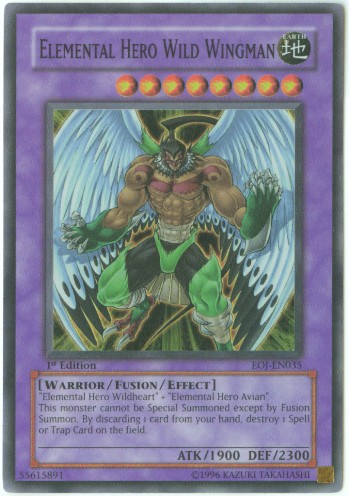 ELEMENTAL HERO WILD WINGMAN
EARTH
地
1st Edition
EOJ-EN035
[WARRIOR/FUSION/EFFECT]
"Elemental Hero Wildheart" + "Elemental Hero Avian"
This monster cannot be Special Summoned except by Fusion
Summon. By discarding 1 card from your hand, destroy 1 Spell
or Trap Card on the field.
ATK/1900 DEF/2300
55615891
©1996 KAZUKI TAKAHASHI